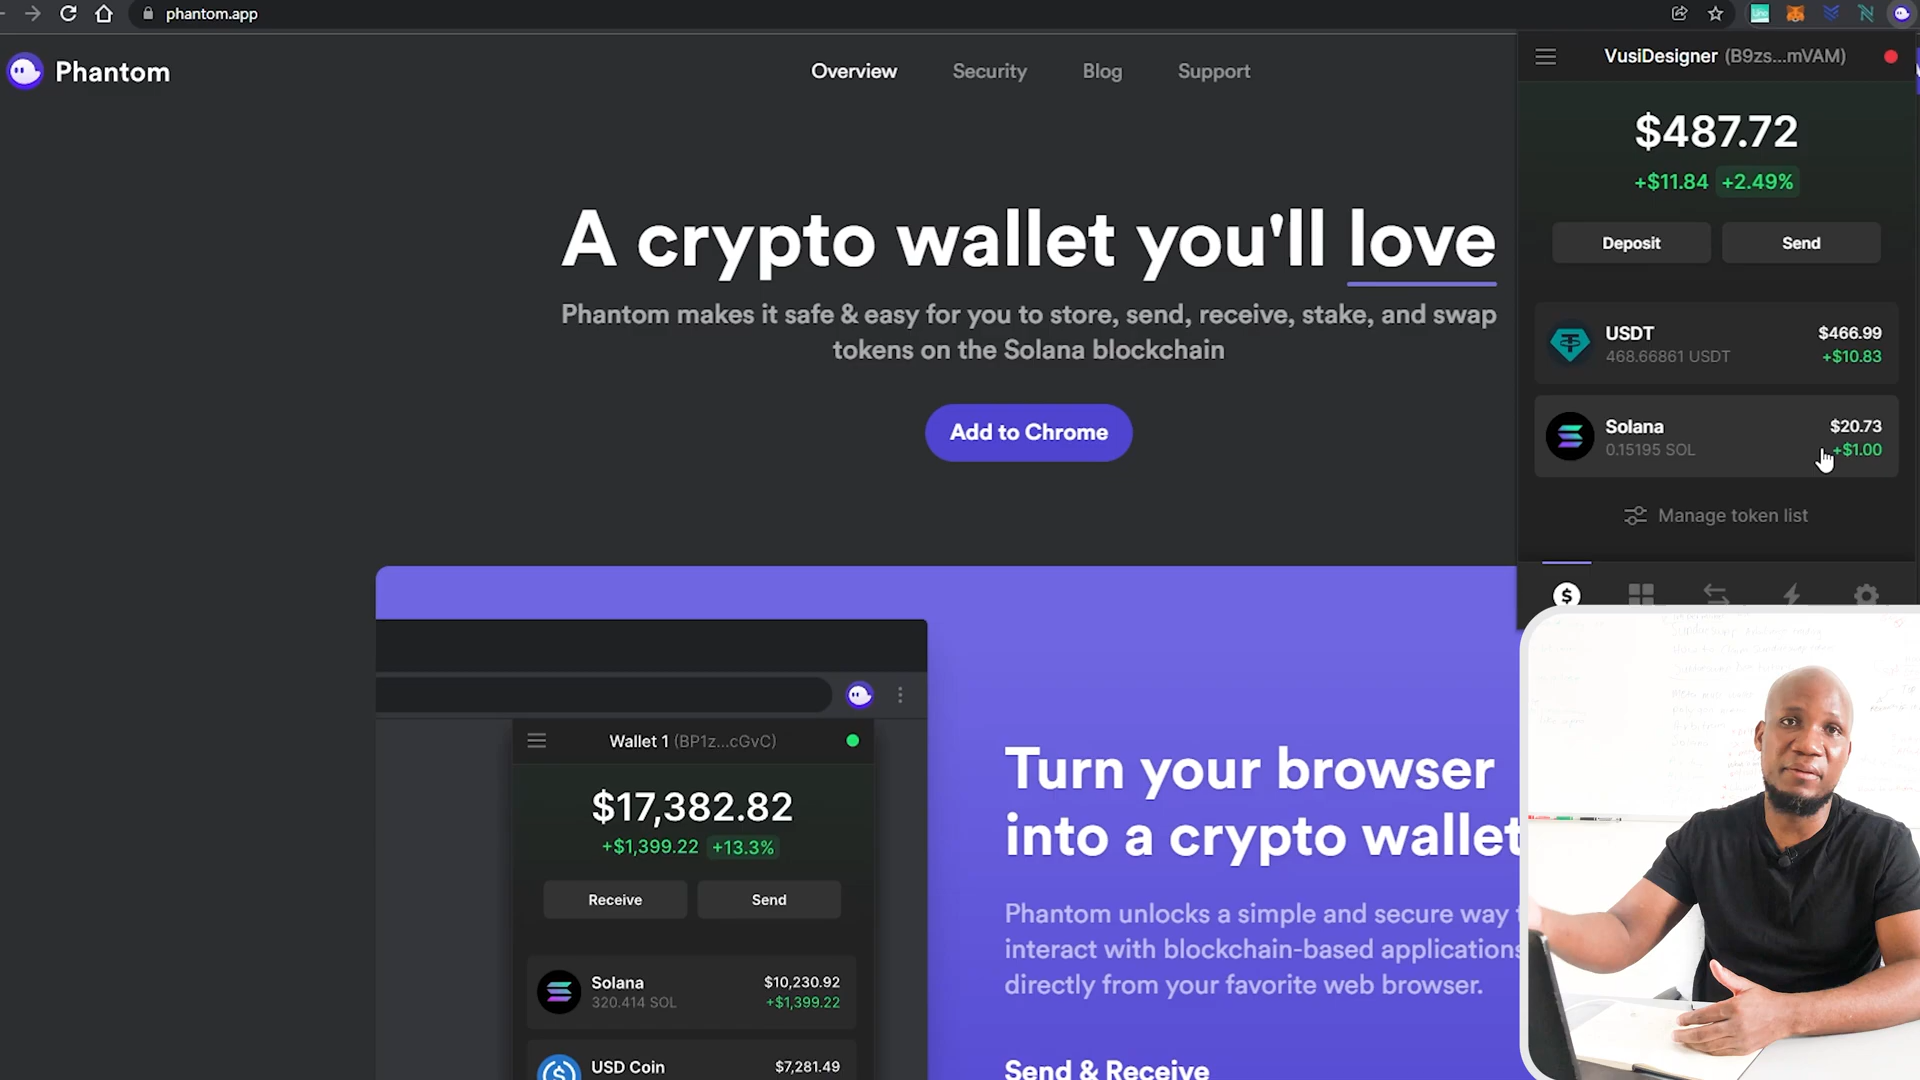 phantom.app
Phantom
Overview
Security
Blog
Support
A crypto wallet you'll love
Phantom makes it safe & easy for you to store, send, receive, stake, and swap
tokens on the Solana blockchain
Add to Chrome
VusiDesigner (B9zs...mVAM)
$487.72
+$11.84 +2.49%
Deposit
Send
USDT
$466.99
468.66861 USDT
+$10.83
Solana
$20.73
0.15195 SOL
+$1.00
Manage token list
Wallet 1 (BP1z...cGvC)
$17,382.82
+$1,399.22 +13.3%
Receive
Send
Solana
$10,230.92
320.414 SOL
+$1,399.22
USD Coin
$7,281.49
Turn your browser
into a crypto wallet
Phantom unlocks a simple and secure way
interact with blockchain-based applications
directly from your favorite web browser.
Send & Receive